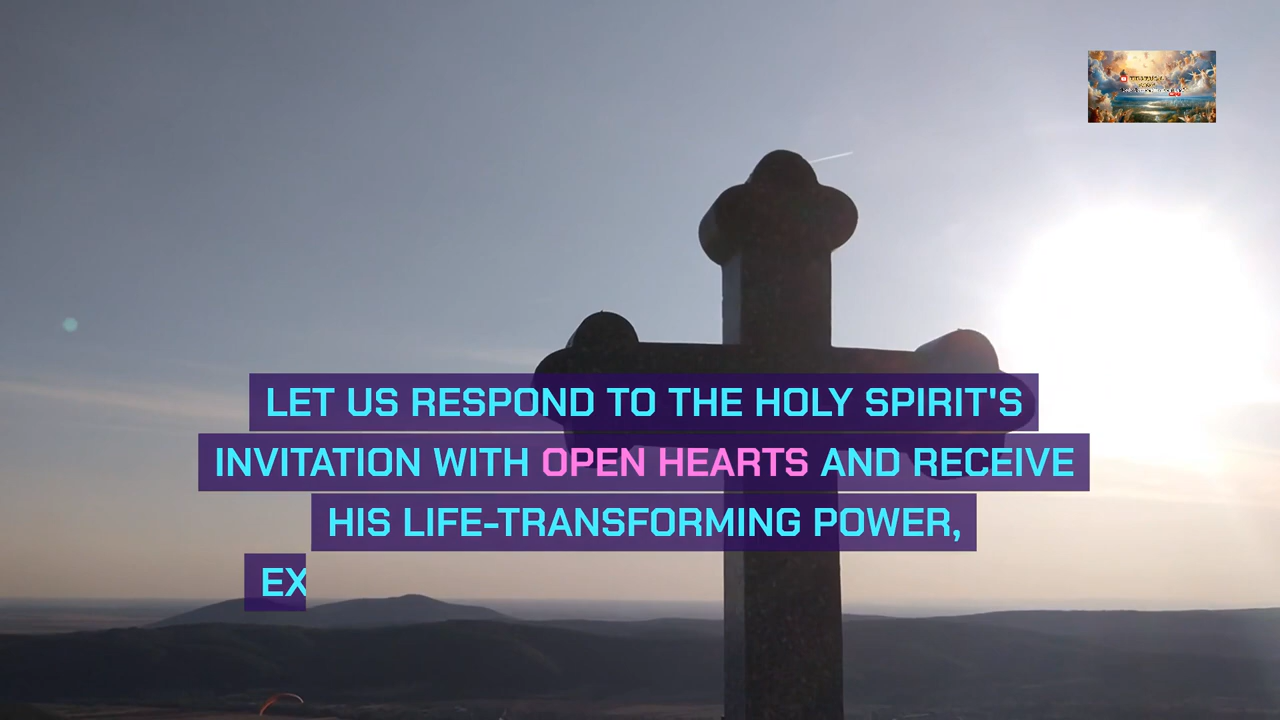 LET US RESPOND TO THE HOLY SPIRIT'S
INVITATION WITH OPEN HEARTS AND RECEIVE
HIS LIFE-TRANSFORMING POWER,
EX